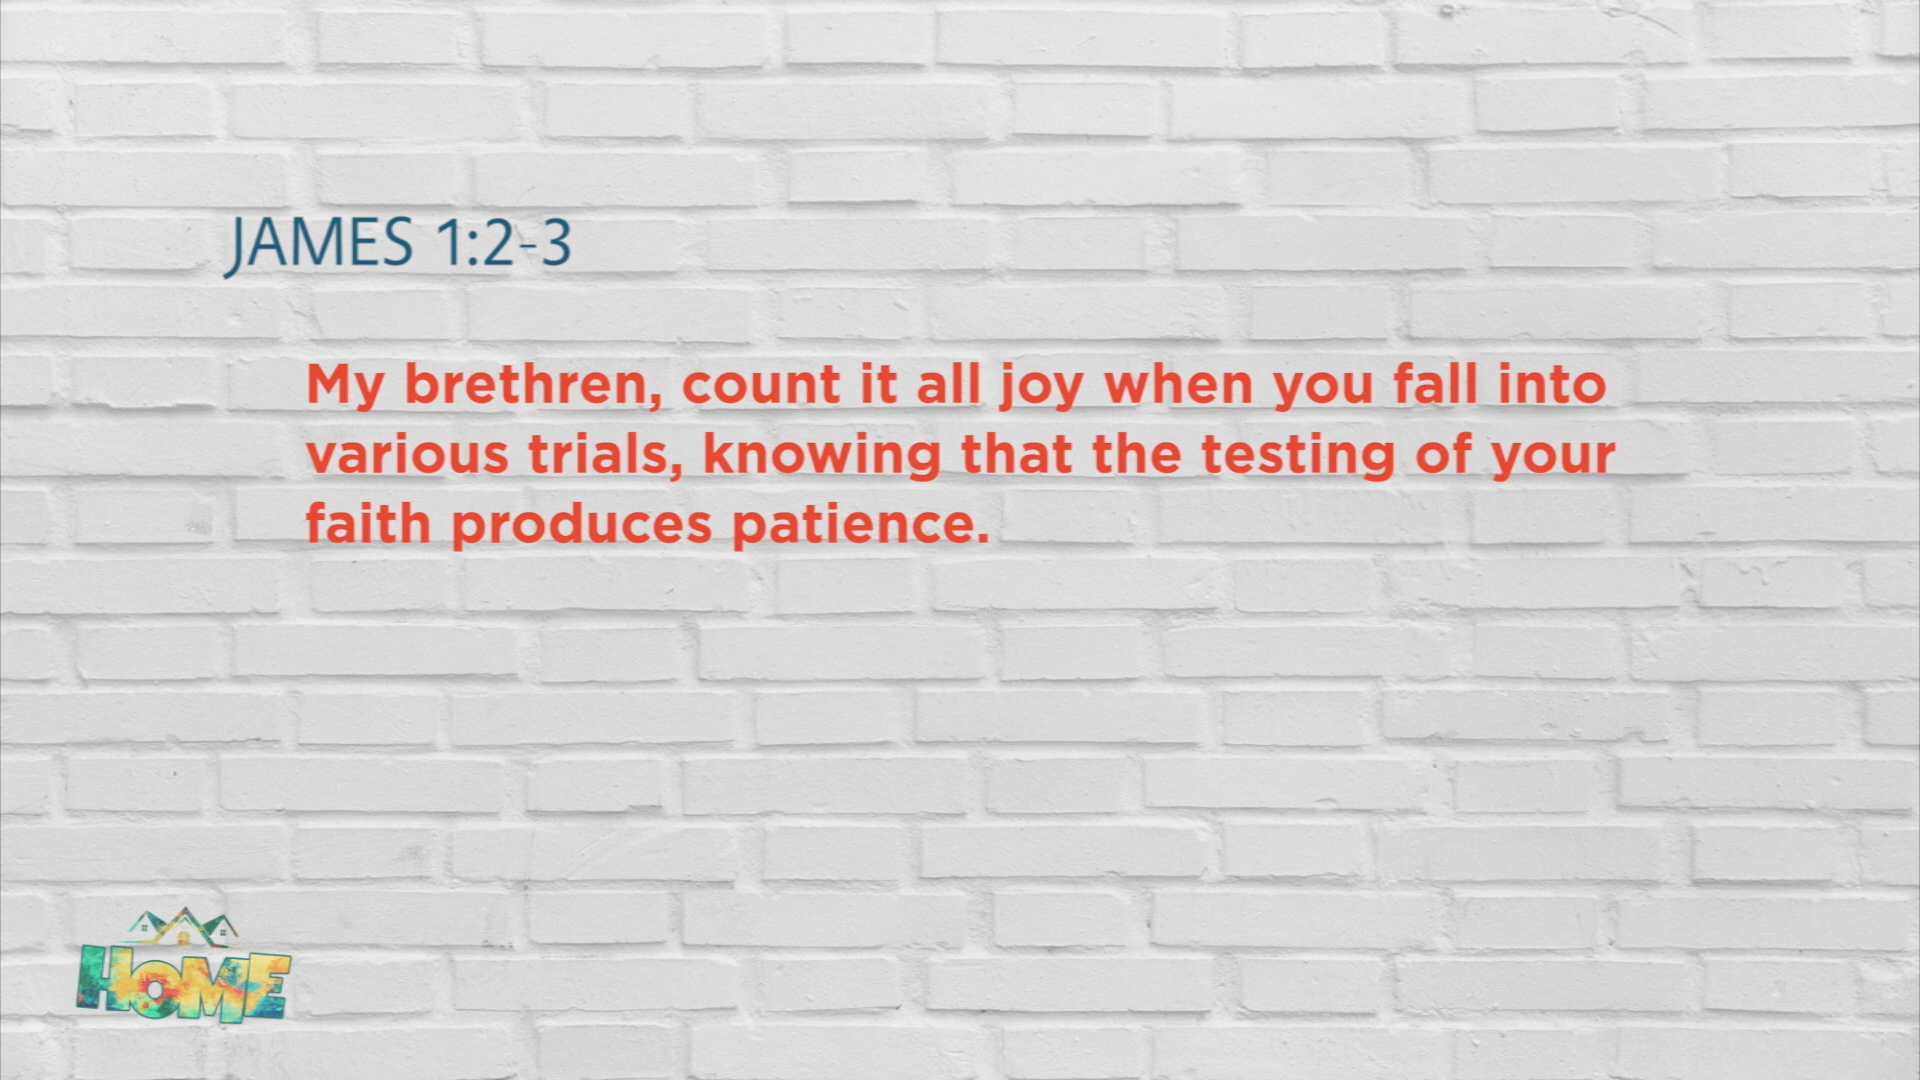 JAMES 1:2-3
My brethren, count it all joy when you fall into
various trials, knowing that the testing of your
faith produces patience.
HOME